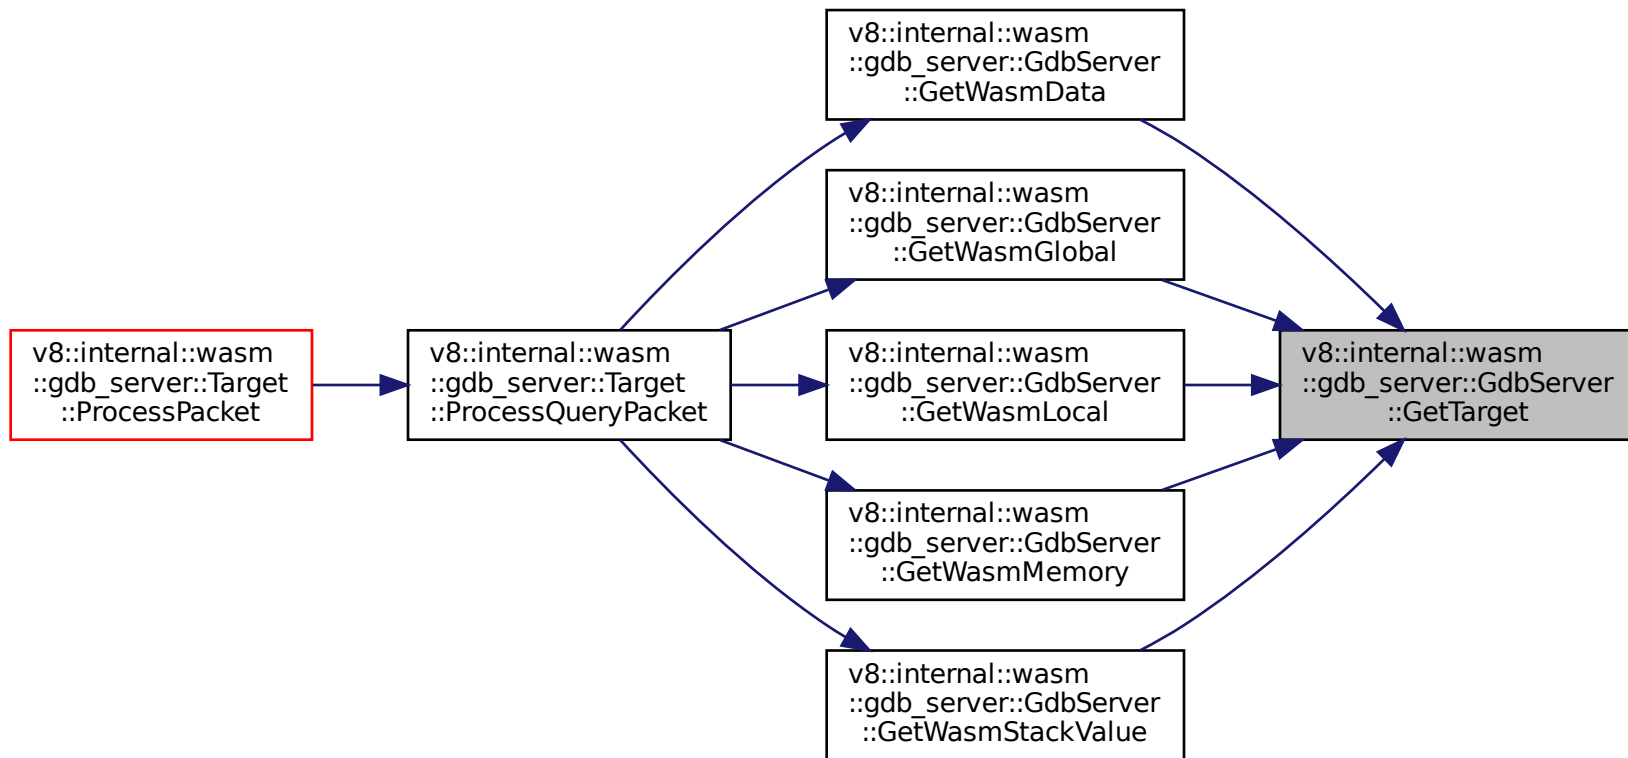 v8::internal::wasm
::gdb_server::GdbServer
::GetWasmData
v8::internal::wasm
::gdb_server::GdbServer
::GetWasmGlobal
v8::internal::wasm
::gdb_server::Target
::ProcessPacket
v8::internal::wasm
::gdb_server::Target
::ProcessQueryPacket
v8::internal::wasm
::gdb_server::GdbServer
::GetWasmLocal
v8::internal::wasm
::gdb_server::GdbServer
::GetTarget
v8::internal::wasm
::gdb_server::GdbServer
::GetWasmMemory
v8::internal::wasm
::gdb_server::GdbServer
::GetWasmStackValue